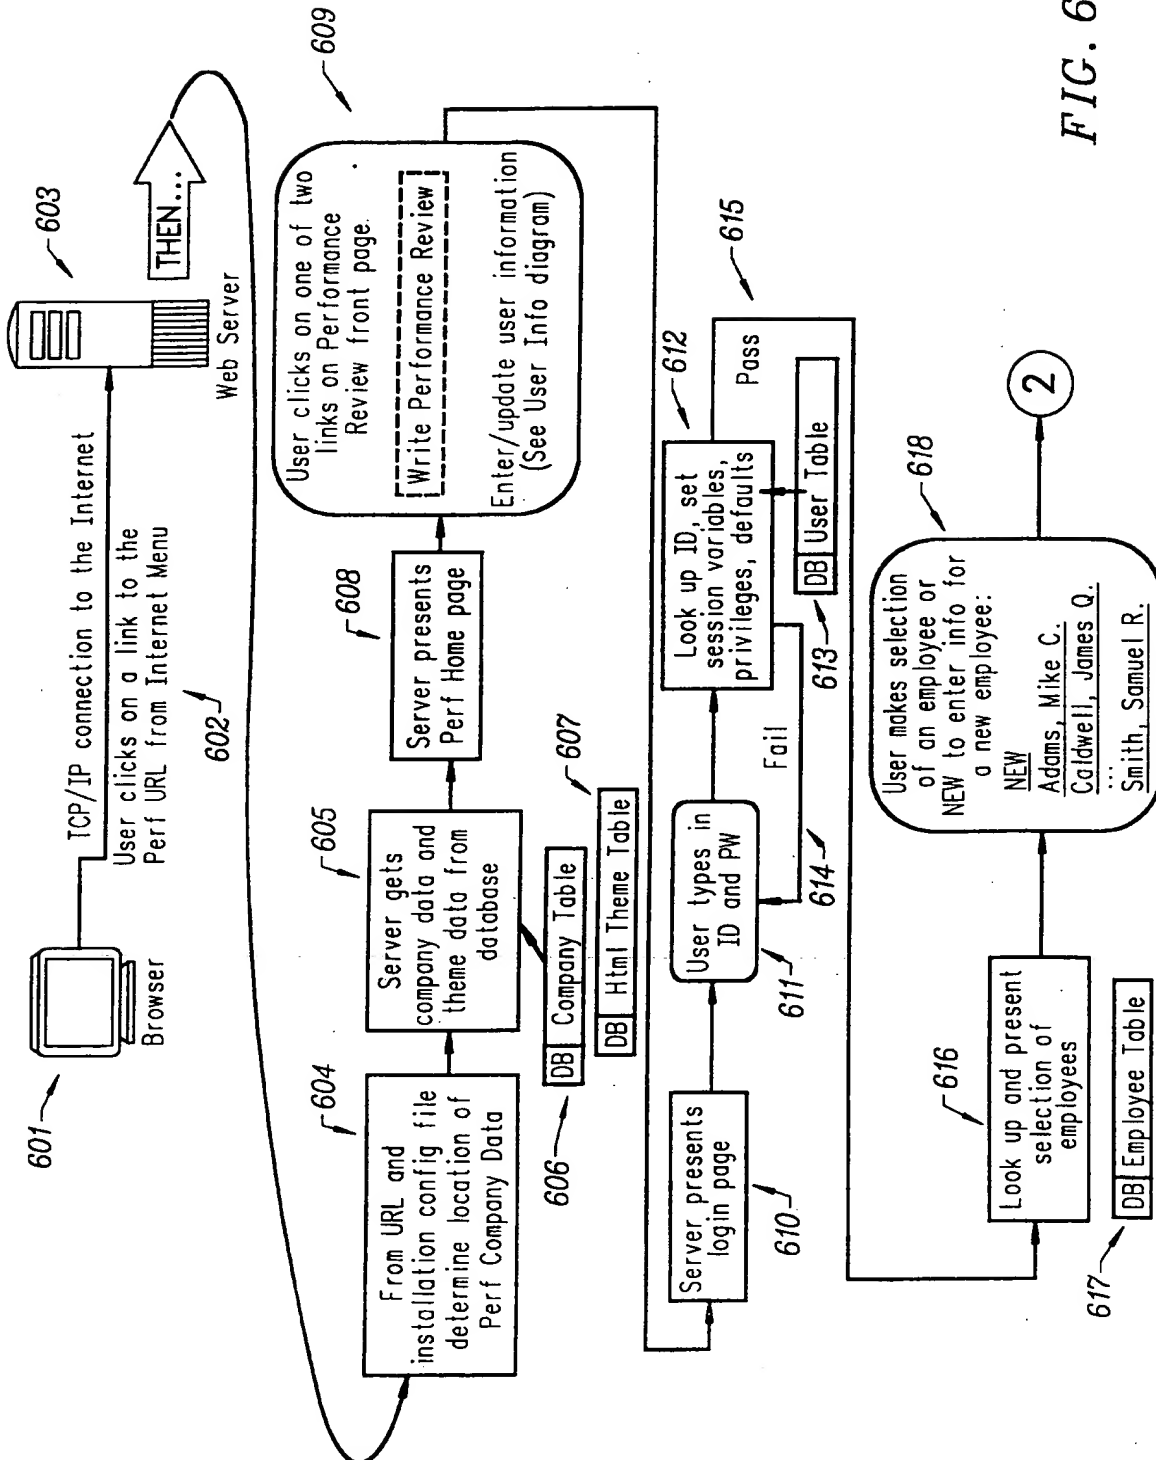 601
Browser
TCP/IP connection to the Internet
User clicks on a link to the
Perf URL from Internet Menu
602
603
Web Server
THEN...
604
From URL and
installation config file
determine location of
Perf Company Data
605
Server gets
company data and
theme data from
database
606
DB Company Table
607
DB Html Theme Table
608
Server presents
Perf Home page
609
User clicks on one of two
links on Performance
Review front page.
Write Performance Review
Enter/update user information
(See User Info diagram)
610
Server presents
login page
611
User types in
ID and PW
612
Look up ID, set
session variables,
privileges, defaults
613
DB User Table
614
Fail
615
Pass
616
Look up and present
selection of
employees
617
DB Employee Table
618
User makes selection
of an employee or
NEW to enter info for
a new employee:
NEW
Adams, Mike C.
Caldwell, James Q.
...
Smith, Samuel R.
2
FIG. 6